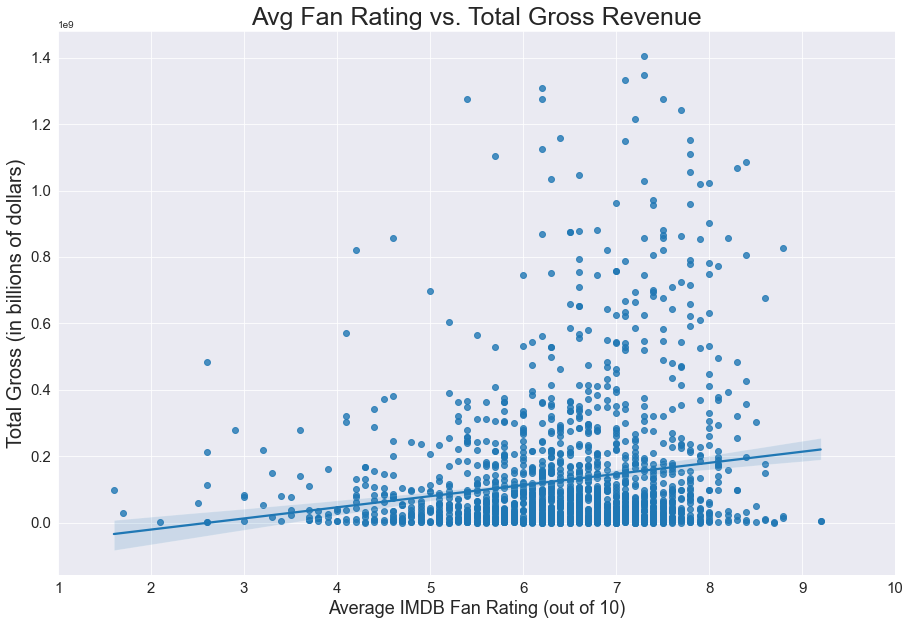 Avg Fan Rating vs. Total Gross Revenue
1e9
1.4
1.2
1.0
0.8
0.6
0.4
0.2
0.0
Total Gross (in billions of dollars)
1 2 3 4 5 6 7 8 9 10
Average IMDB Fan Rating (out of 10)